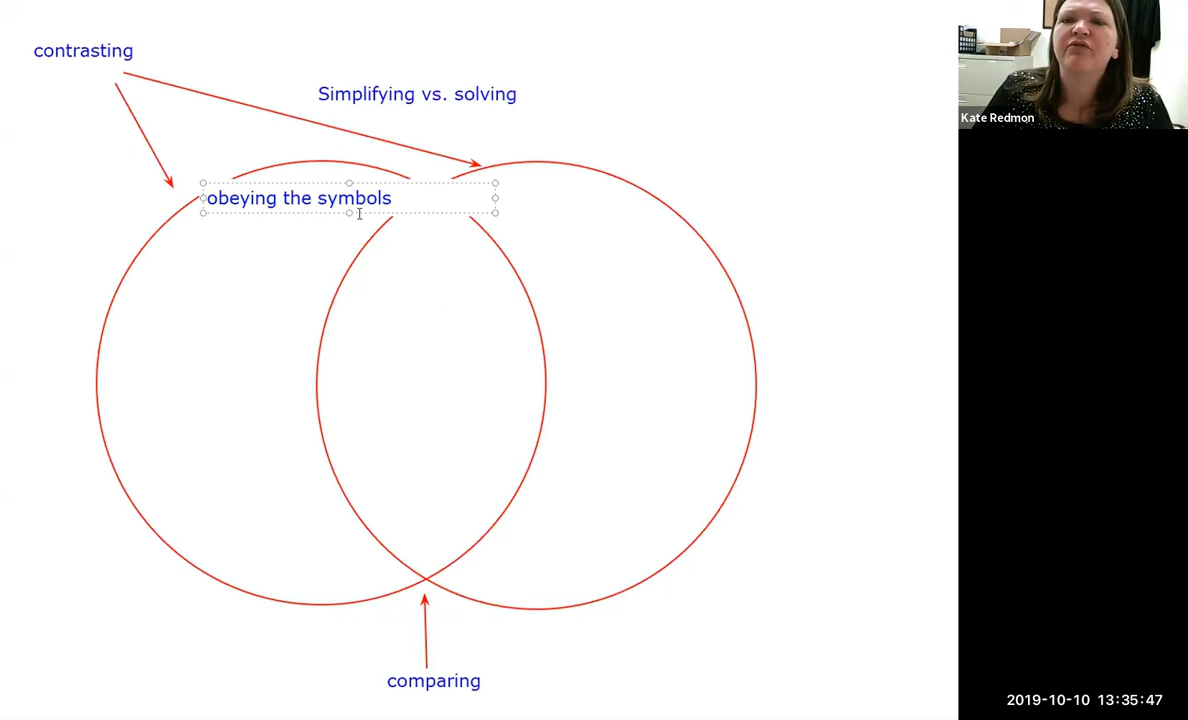 contrasting
Simplifying vs. solving
obeying the symbols
comparing
Kate Redmon
2019-10-10 13:35:47